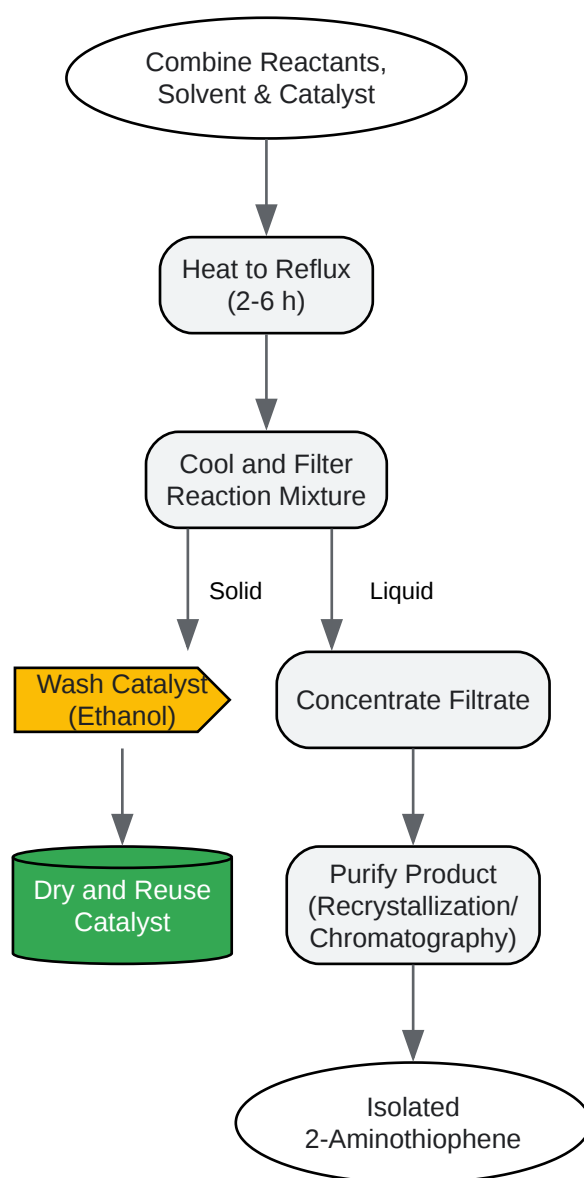 Combine Reactants,
Solvent & Catalyst
Heat to Reflux
(2-6 h)
Cool and Filter
Reaction Mixture
Solid
Liquid
Wash Catalyst
(Ethanol)
Concentrate Filtrate
Dry and Reuse
Catalyst
Purify Product
(Recrystallization/
Chromatography)
Isolated
2-Aminothiophene